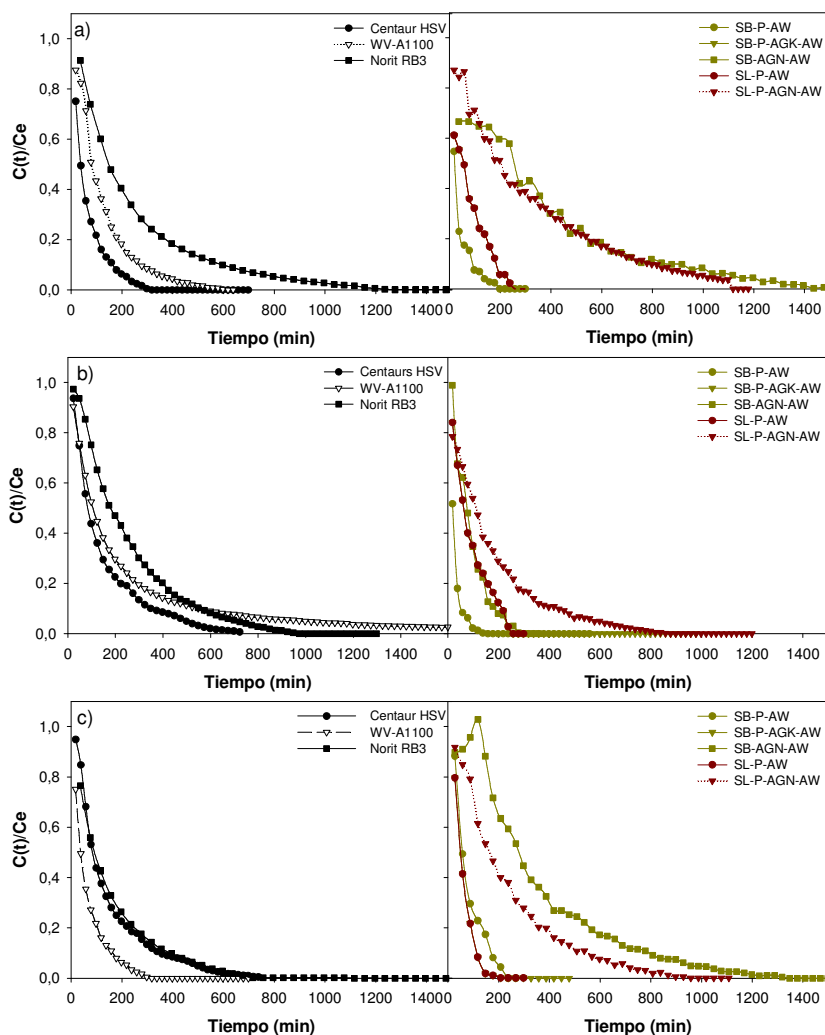 a)
Centaur HSV
WV-A1100
Norit RB3
SB-P-AW
SB-P-AGK-AW
SB-AGN-AW
SL-P-AW
SL-P-AGN-AW
C(t)/Ce
1,0
0,8
0,6
0,4
0,2
0,0
0 200 400 600 800 1000 1200 1400
0 200 400 600 800 1000 1200 1400
Tiempo (min)
Tiempo (min)
b)
Centaurs HSV
WV-A1100
Norit RB3
SB-P-AW
SB-P-AGK-AW
SB-AGN-AW
SL-P-AW
SL-P-AGN-AW
C(t)/Ce
1,0
0,8
0,6
0,4
0,2
0,0
0 200 400 600 800 1000 1200 1400
200 400 600 800 1000 1200 1400
Tiempo (min)
Tiempo (min)
c)
Centaur HSV
WV-A1100
Norit RB3
SB-P-AW
SB-P-AGK-AW
SB-AGN-AW
SL-P-AW
SL-P-AGN-AW
C(t)/Ce
1,0
0,8
0,6
0,4
0,2
0,0
0 200 400 600 800 1000 1200 1400
200 400 600 800 1000 1200 1400
Tiempo (min)
Tiempo (min)